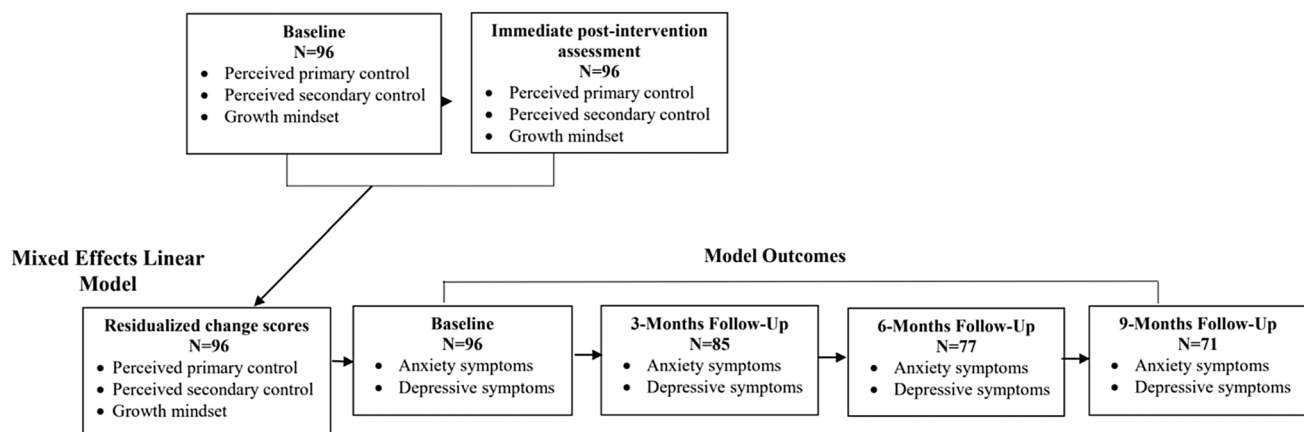 Baseline
N=96
• Perceived primary control
• Perceived secondary control
• Growth mindset
Immediate post-intervention
assessment
N=96
• Perceived primary control
• Perceived secondary control
• Growth mindset
Mixed Effects Linear
Model
Model Outcomes
Residualized change scores
N=96
• Perceived primary control
• Perceived secondary control
• Growth mindset
Baseline
N=96
• Anxiety symptoms
• Depressive symptoms
3-Months Follow-Up
N=85
• Anxiety symptoms
• Depressive symptoms
6-Months Follow-Up
N=77
• Anxiety symptoms
• Depressive symptoms
9-Months Follow-Up
N=71
• Anxiety symptoms
• Depressive symptoms